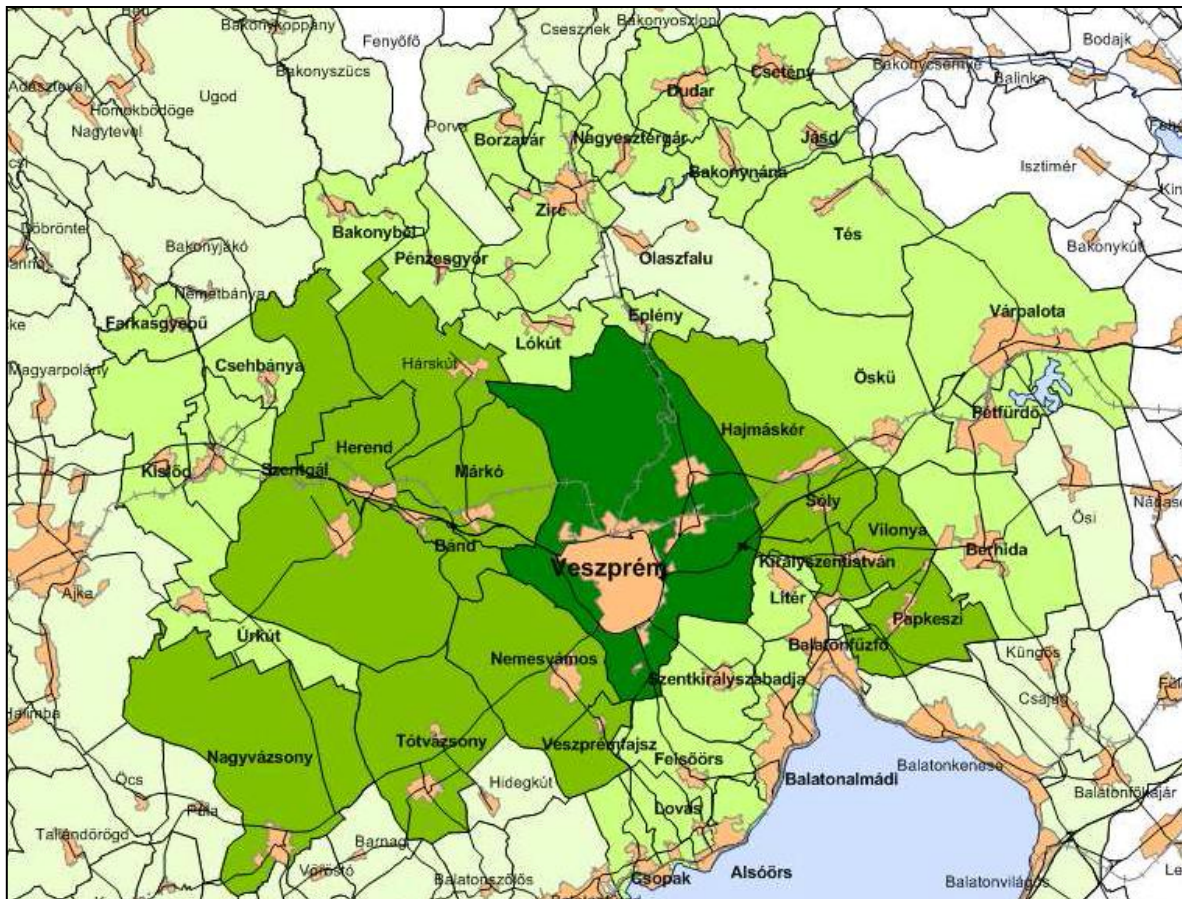 Bakonykoppány
Bakonyoszlop
Fenyőfő
Csesznek
Bodajk
Bakonyszücs
Csetény
Bakonycsernye
Balinka
Adásztevel
Ugod
Dudar
Homokbödöge
Nagytevel
Porva
Borzavár
Nagyesztergár
Jásd
Isztimér
Bakonynána
Zirc
Döbrönte
Bakonybél
Tés
Bakonyjákó
Pénzesgyőr
Olaszfalu
Bakonykút
Németbánya
Farkasgyepű
Eplény
Várpalota
Lókút
Csehbánya
Hárskút
Magyarpolány
Öskü
Pétfürdő
Hajmáskér
Herend
Márkó
Kislőd
Szentgál
Sóly
Ősi
Vilonya
Bánd
Berhida
Veszprém
Királyszentistván
Ajka
Litér
Papkeszi
Úrkút
Balatonfűzfő
Nemesvámos
Küngös
Szentkirályszabadja
Csajág
Halimba
Nagyvázsony
Tótvázsony
Veszprémfajsz
Felsőörs
Balatonkenese
Öcs
Hidegkút
Balatonalmádi
Balatonfőkajár
Pula
Lovas
Taliándörögd
Barnag
Vöröstó
Alsóörs
Csopak
Balatonszőlős
Balatonvilágos